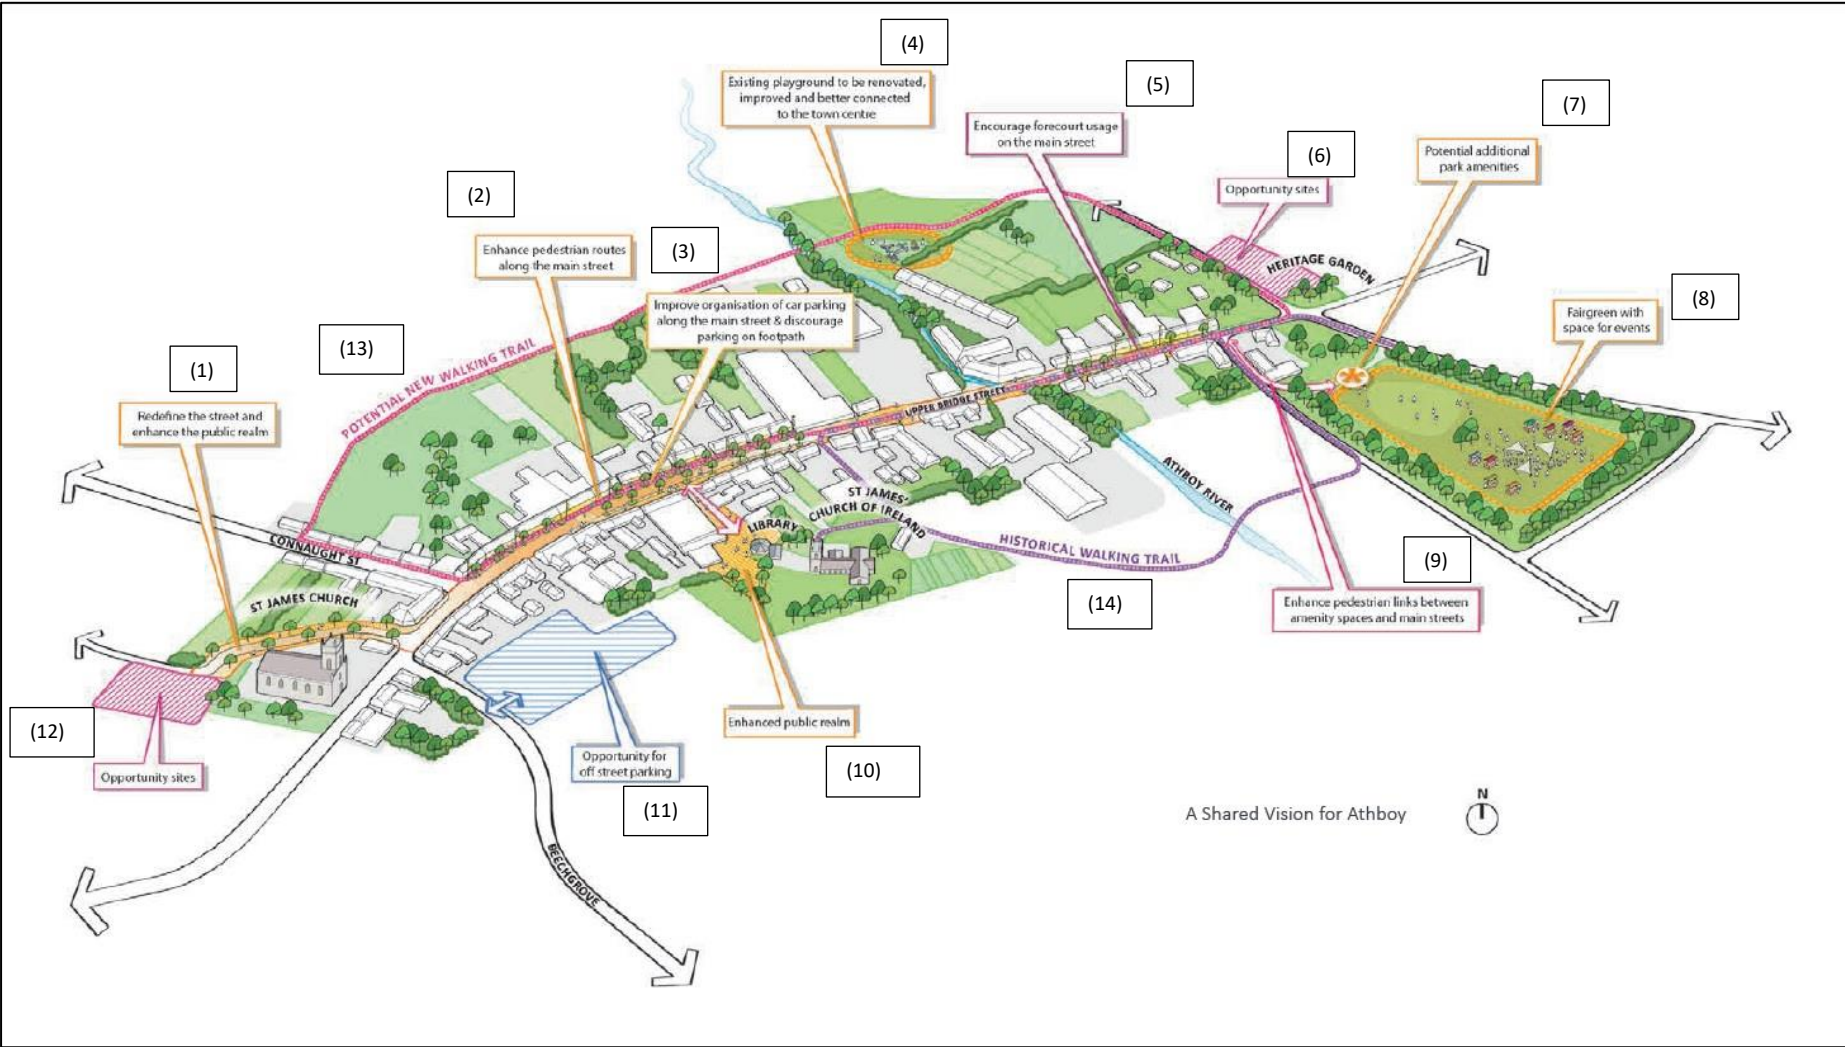 (4)
Existing playground to be renovated,
improved and better connected
to the town centre
(5)
Encourage forecourt usage
on the main street
(7)
Potential additional
park amenities
(6)
Opportunity sites
(2)
Enhance pedestrian routes
along the main street
(3)
Improve organisation of car parking
along the main street & discourage
parking on footpath
HERITAGE GARDEN
(8)
Fairgreen with
space for events
(13)
POTENTIAL NEW WALKING TRAIL
(1)
Redefine the street and
enhance the public realm
UPPER BRIDGE STREET
ATHBOY RIVER
ST JAMES'
CHURCH OF IRELAND
LIBRARY
HISTORICAL WALKING TRAIL
(14)
CONNAUGHT ST
ST JAMES CHURCH
(9)
Enhance pedestrian links between
amenity spaces and main streets
(12)
Opportunity sites
Enhanced public realm
(10)
Opportunity for
off street parking
(11)
BEECHGROVE
A Shared Vision for Athboy
N